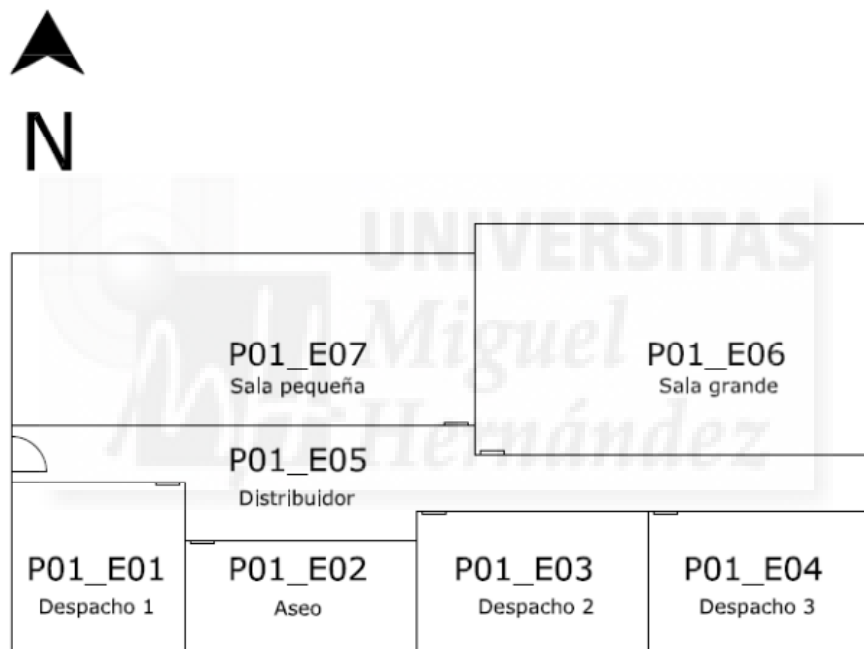 N
UNIVERSITAS
Miguel
Hernández
P01_E07
Sala pequeña
P01_E06
Sala grande
P01_E05
Distribuidor
P01_E01
Despacho 1
P01_E02
Aseo
P01_E03
Despacho 2
P01_E04
Despacho 3